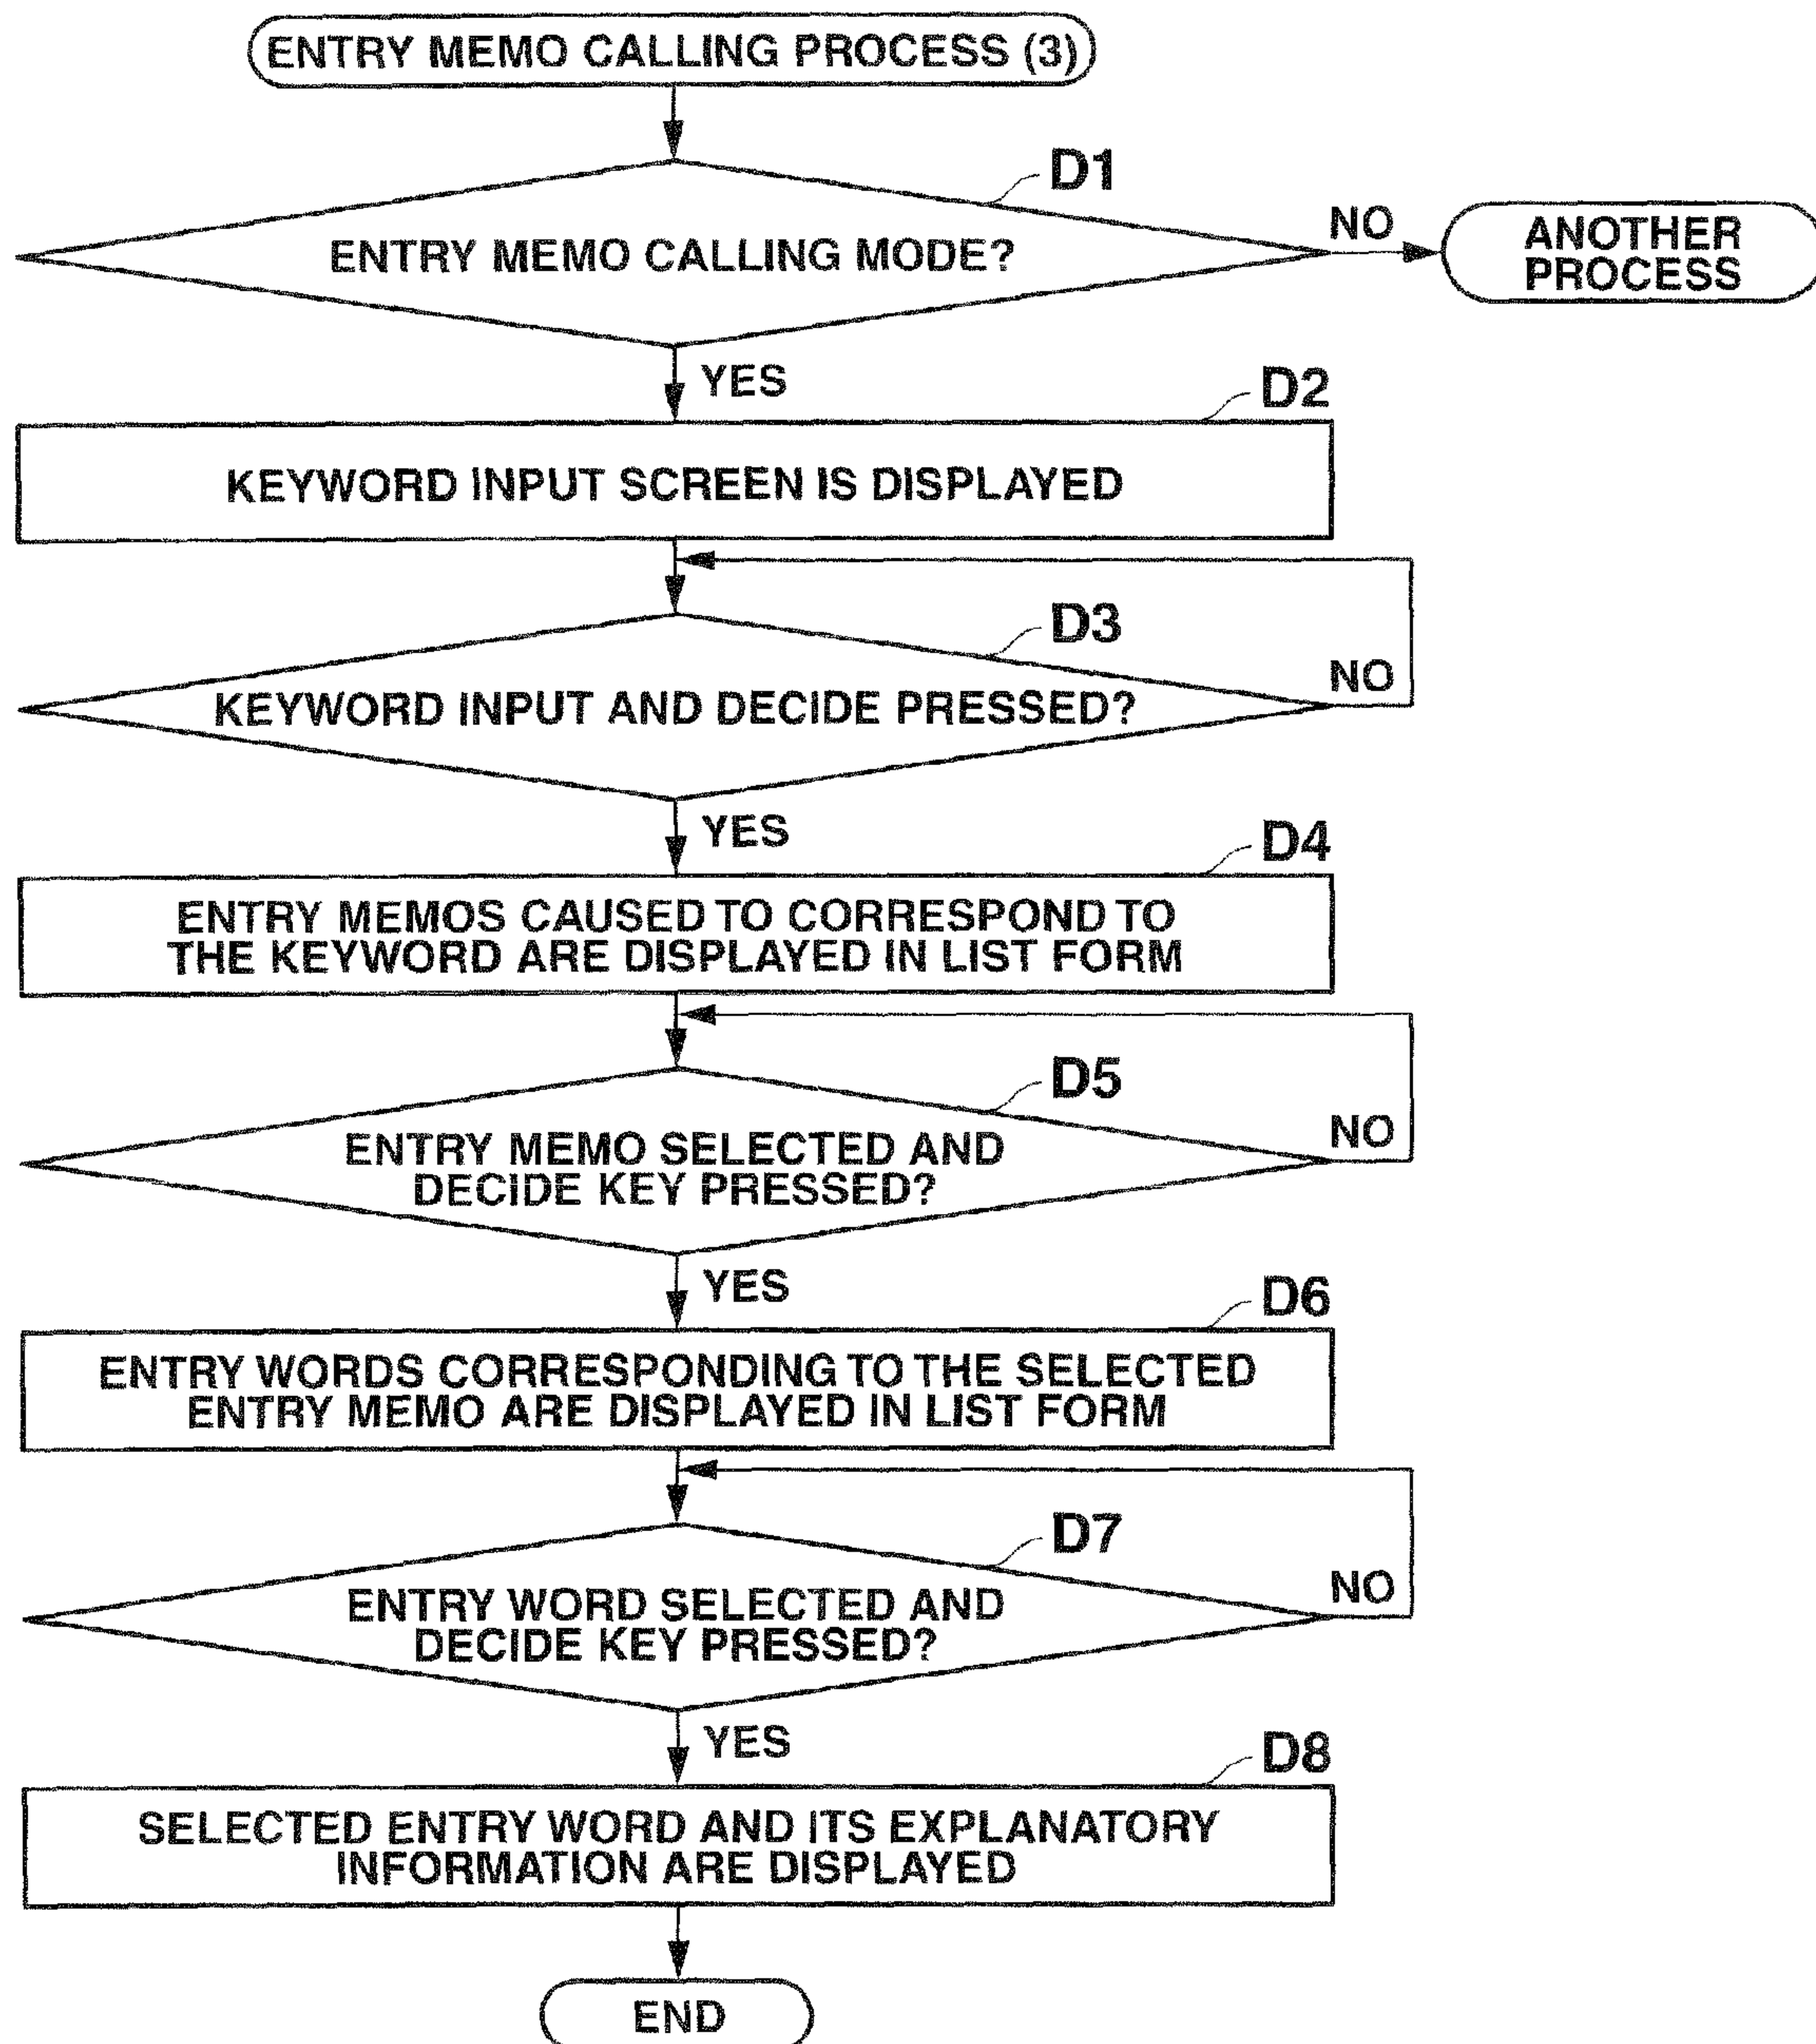 ENTRY MEMO CALLING PROCESS (3)
D1
ENTRY MEMO CALLING MODE?
NO
ANOTHER
PROCESS
YES
D2
KEYWORD INPUT SCREEN IS DISPLAYED
D3
KEYWORD INPUT AND DECIDE PRESSED?
NO
YES
D4
ENTRY MEMOS CAUSED TO CORRESPOND TO
THE KEYWORD ARE DISPLAYED IN LIST FORM
D5
ENTRY MEMO SELECTED AND
DECIDE KEY PRESSED?
NO
YES
D6
ENTRY WORDS CORRESPONDING TO THE SELECTED
ENTRY MEMO ARE DISPLAYED IN LIST FORM
D7
ENTRY WORD SELECTED AND
DECIDE KEY PRESSED?
NO
YES
D8
SELECTED ENTRY WORD AND ITS EXPLANATORY
INFORMATION ARE DISPLAYED
END